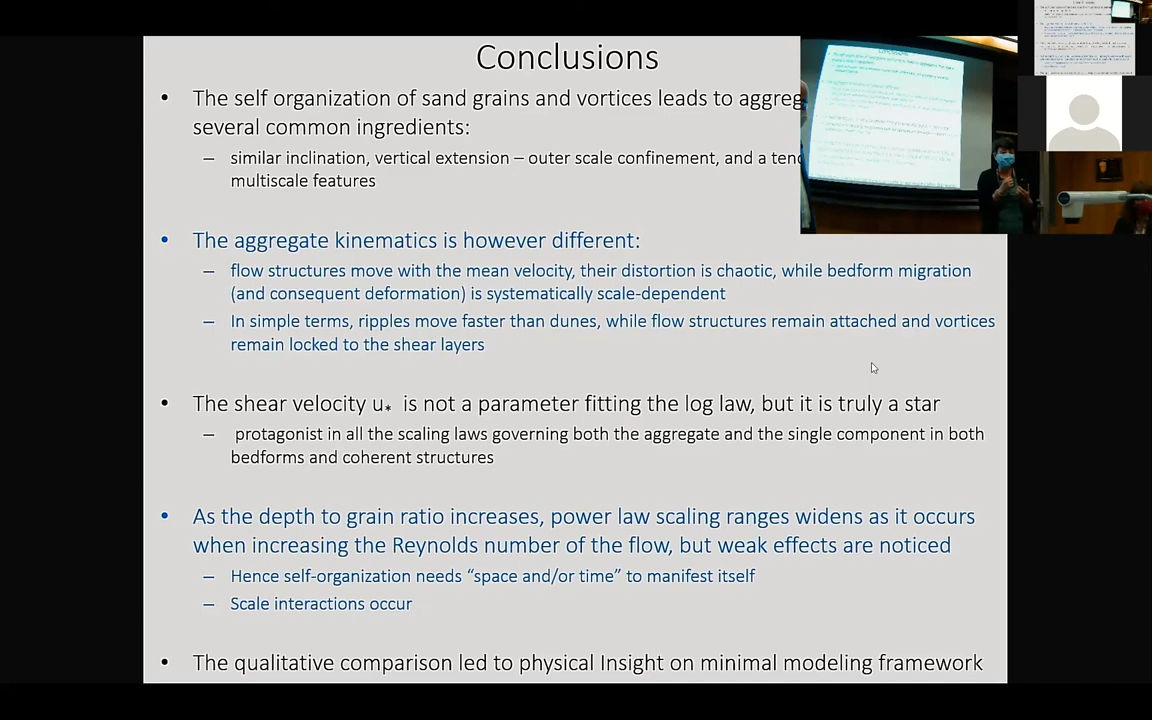 Conclusions
• The self organization of sand grains and vortices leads to aggreg
several common ingredients:
– similar inclination, vertical extension – outer scale confinement, and a tend
multiscale features
• The aggregate kinematics is however different:
– flow structures move with the mean velocity, their distortion is chaotic, while bedform migration
(and consequent deformation) is systematically scale-dependent
– In simple terms, ripples move faster than dunes, while flow structures remain attached and vortices
remain locked to the shear layers
• The shear velocity u* is not a parameter fitting the log law, but it is truly a star
– protagonist in all the scaling laws governing both the aggregate and the single component in both
bedforms and coherent structures
• As the depth to grain ratio increases, power law scaling ranges widens as it occurs
when increasing the Reynolds number of the flow, but weak effects are noticed
– Hence self-organization needs “space and/or time” to manifest itself
– Scale interactions occur
• The qualitative comparison led to physical Insight on minimal modeling framework